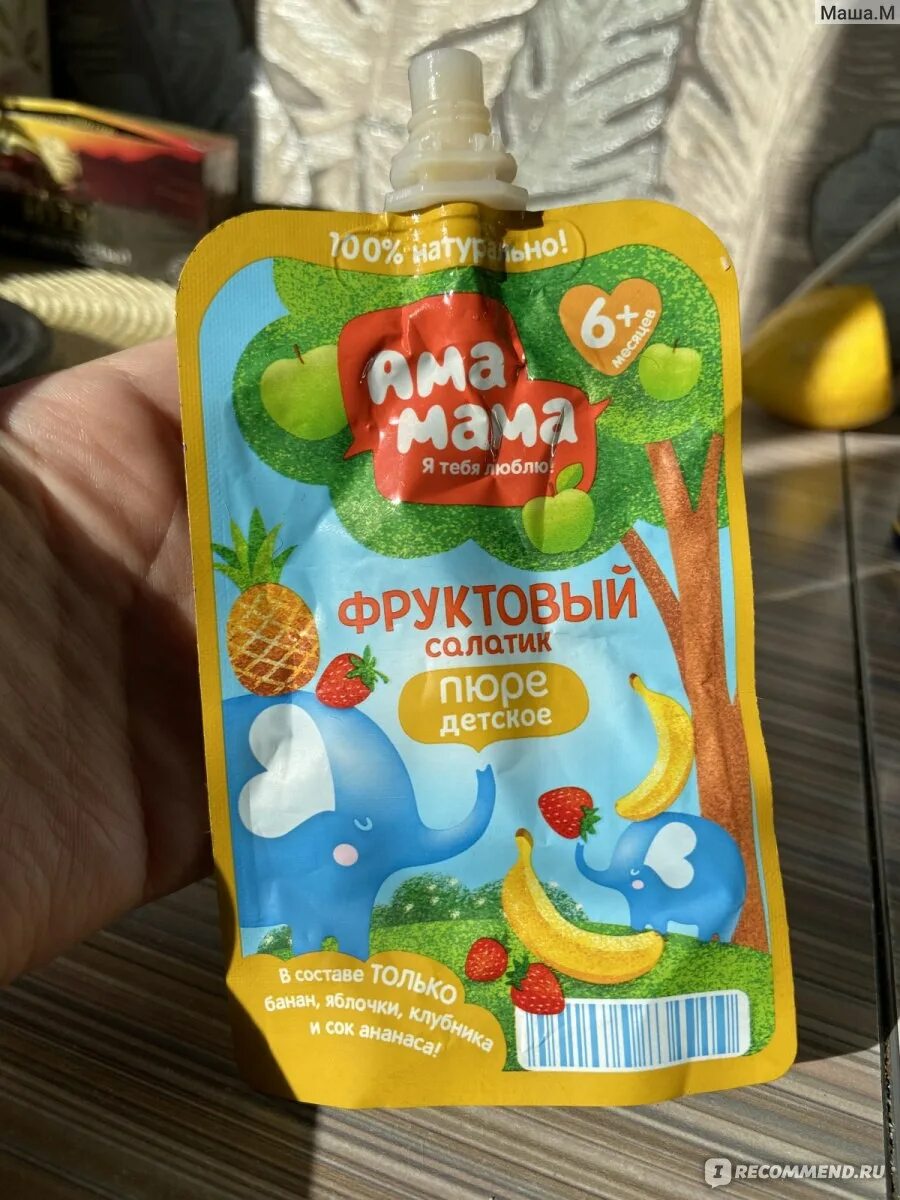 Маша.М
100% натурально!
6+
месяцев
Ама
мама
Я тебя люблю!
ФРУКТОВЫЙ
салатик
пюре
детское
В составе ТОЛЬКО
банан, яблочки, клубника
и сок ананаса!
IRECOMMEND.RU